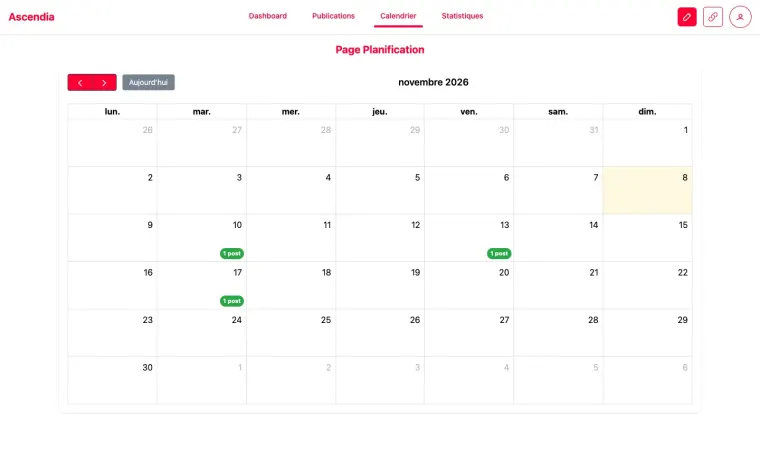 Ascendia
Dashboard Publications Calendrier Statistiques
Page Planification
Aujourd'hui
novembre 2026
lun. mar. mer. jeu. ven. sam. dim.
26 27 28 29 30 31 1
2 3 4 5 6 7 8
9 10 11 12 13 14 15
1 post 1 post
16 17 18 19 20 21 22
1 post
23 24 25 26 27 28 29
30 1 2 3 4 5 6